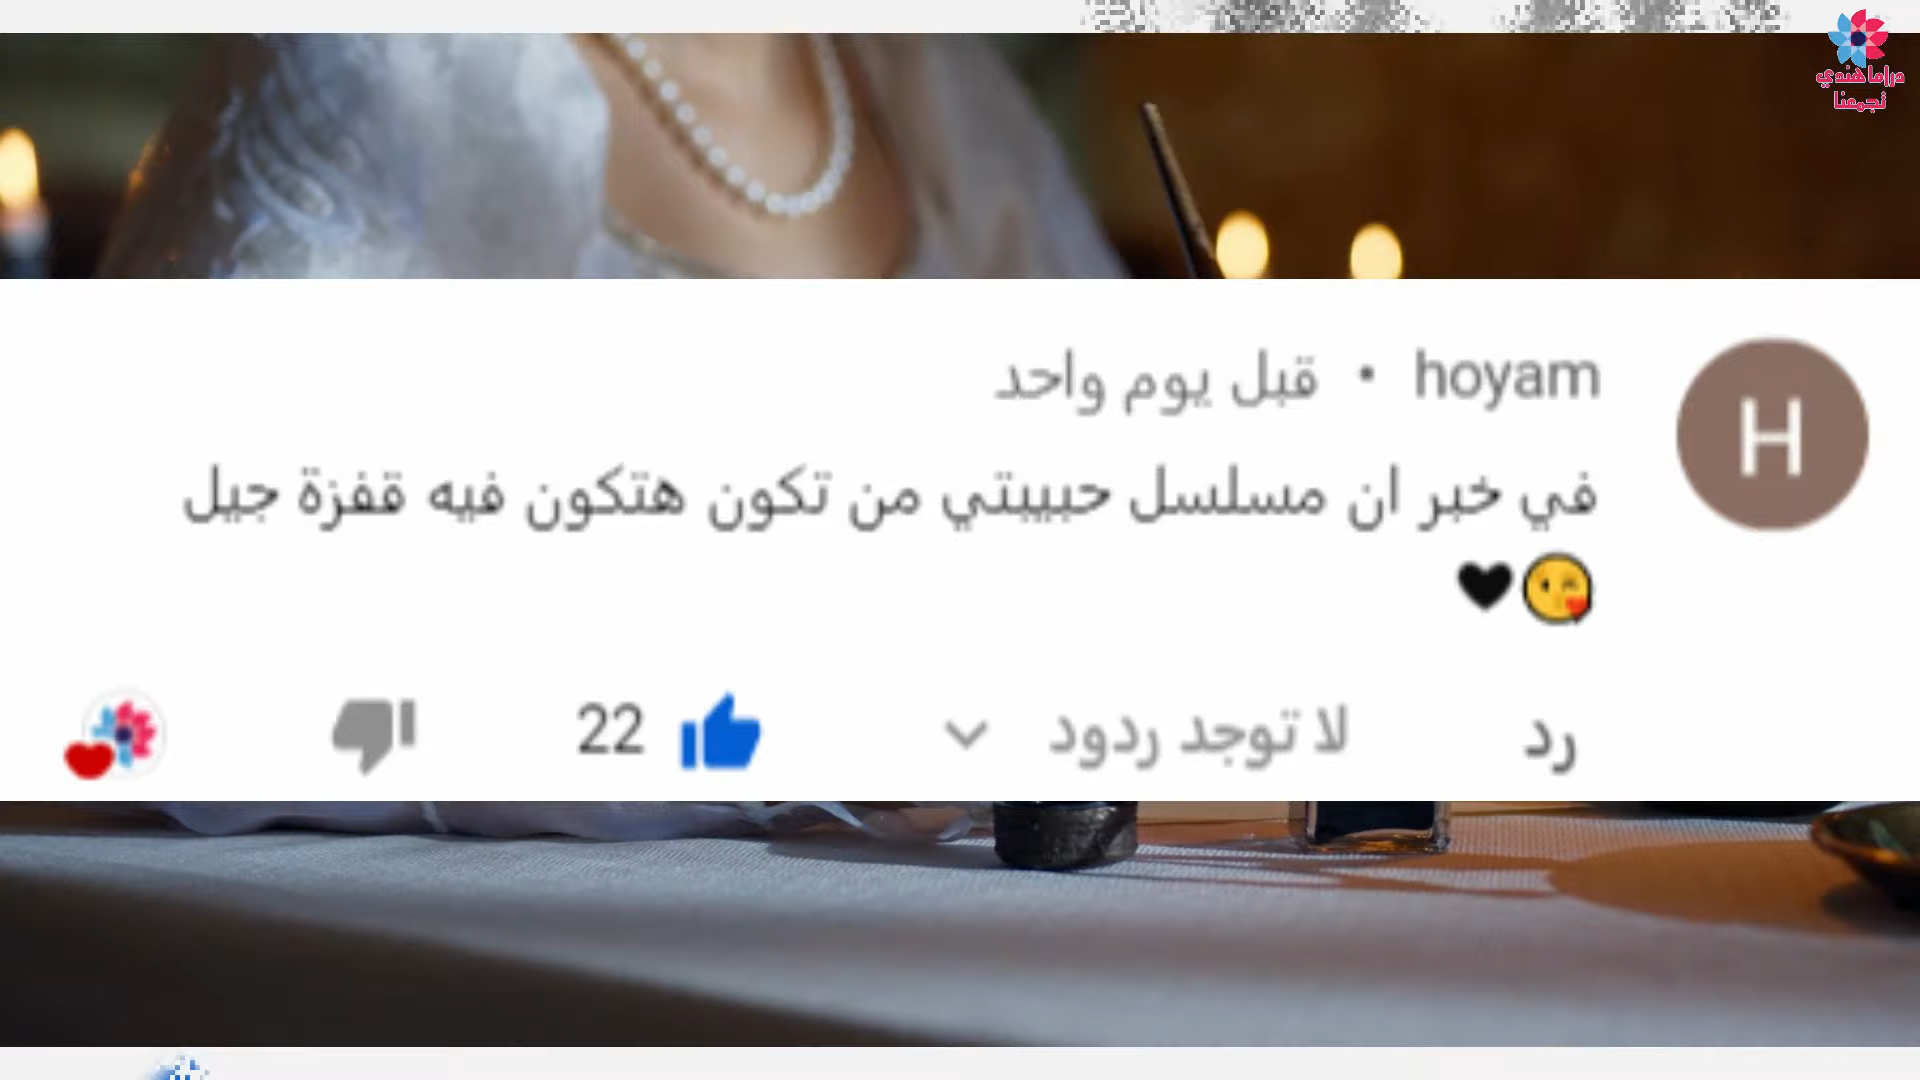 دراما هندي
تجمعنا
hoyam • قبل يوم واحد
H
في خبر ان مسلسل حبيبتي من تكون هتكون فيه قفزة جيل
😘🖤
رد
لا توجد ردود
22